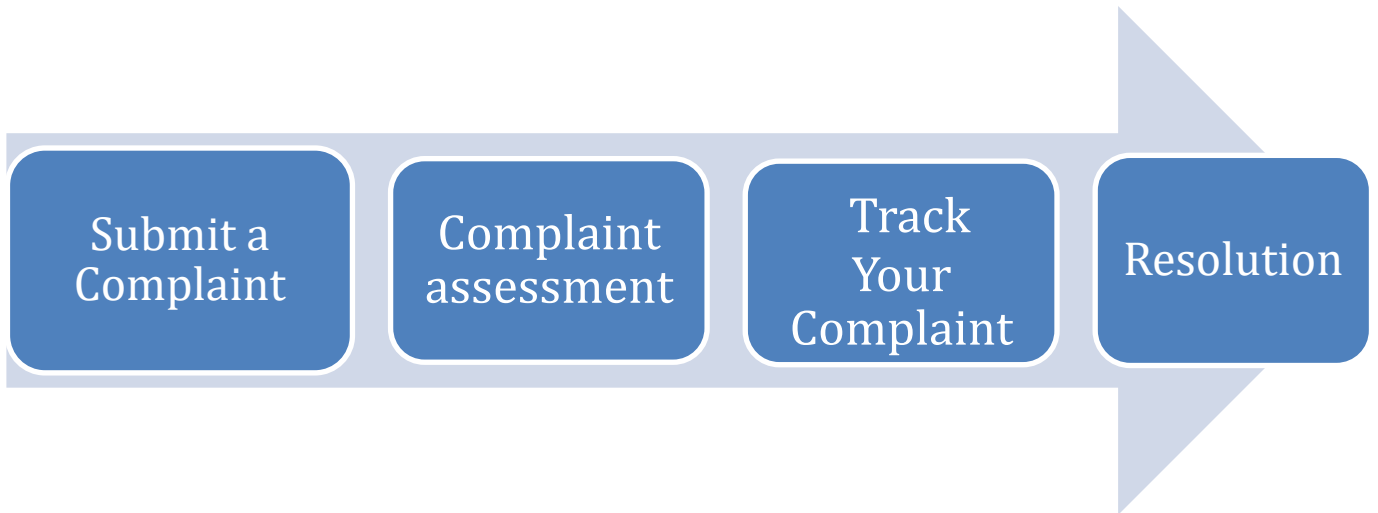 Submit a
Complaint
Complaint
assessment
Track
Your
Complaint
Resolution